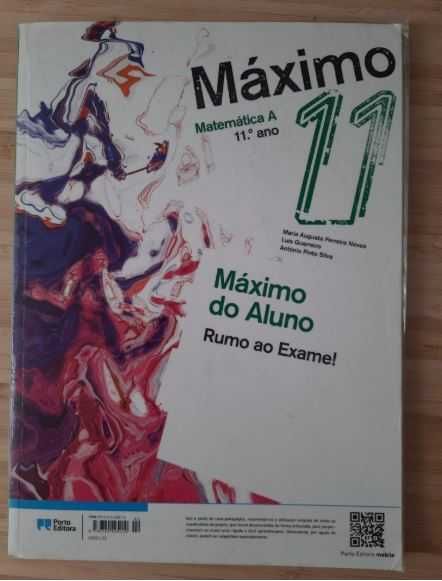 Máximo
Matemática A
11.º ano
11
Maria Augusta Ferreira Neves
Luís Guerreiro
António Pinto Silva
Máximo
do Aluno
Rumo ao Exame!
Porto
Editora
Porto Editora mobile